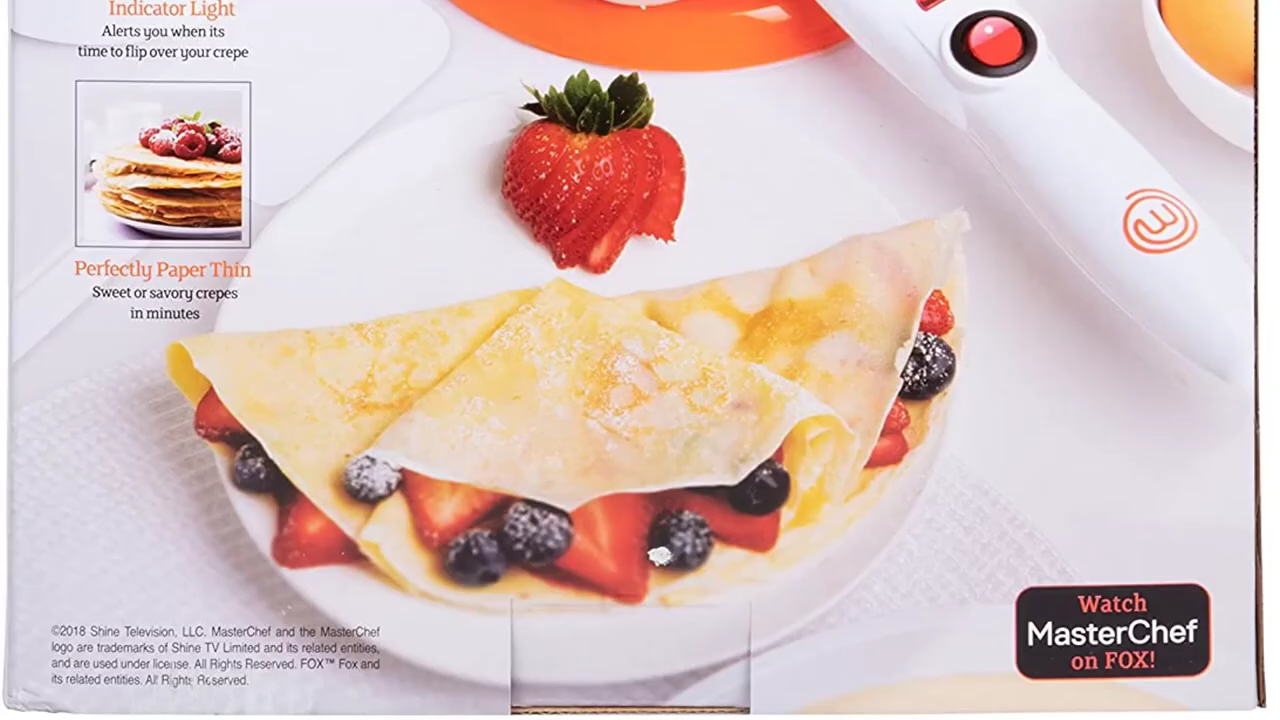 Indicator Light
Alerts you when its
time to flip over your crepe
Perfectly Paper Thin
Sweet or savory crepes
in minutes
©2018 Shine Television, LLC. MasterChef and the MasterChef
logo are trademarks of Shine TV Limited and its related entities,
and are used under license. All Rights Reserved. FOX™ Fox and
its related entities. All Rights Reserved.
Watch
MasterChef
on FOX!